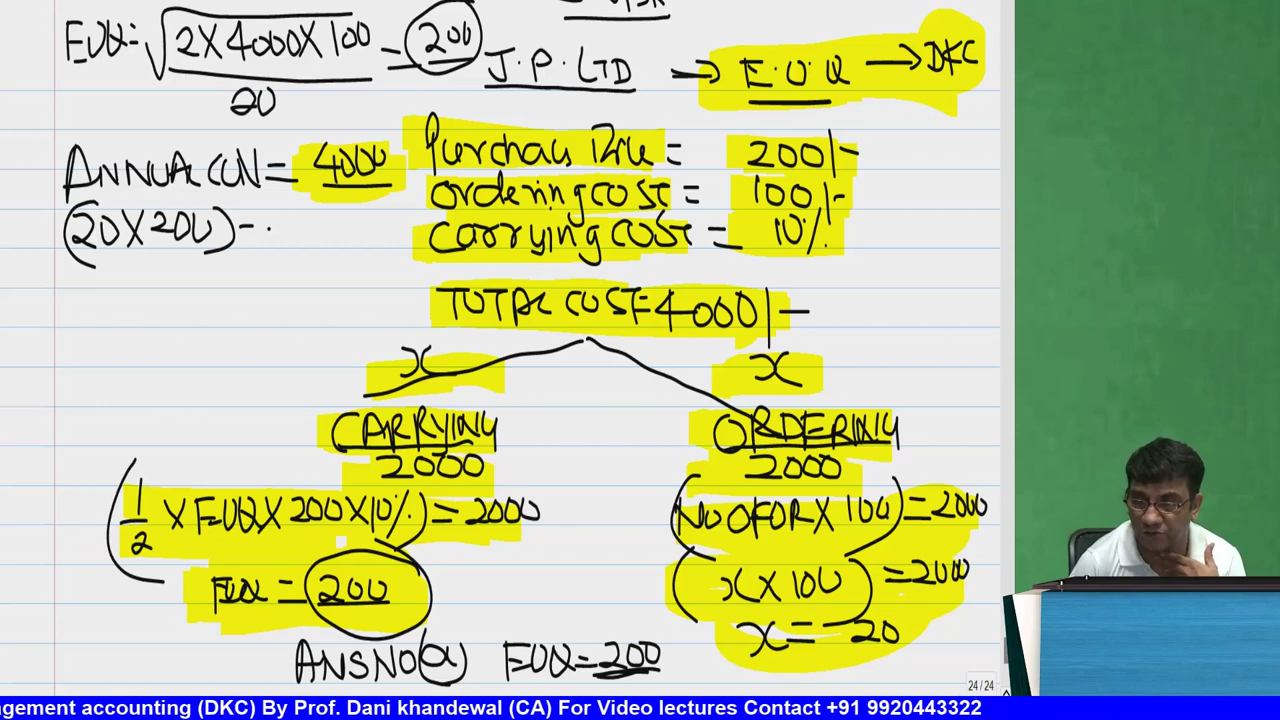 EOQ = √2X4000X100 = 200
20
J.P. LTD → E.O.Q → DKC
ANNUAL CON = 4000
(20X200) -
Purchase Price = 200/-
ordering cost = 100/-
carrying cost = 10%
TOTAL COST = 4000/-
x x
CARRYING ORDERING
2000 2000
(1/2 X EOQ X 200 X 10%) = 2000
(NO OF OR X 100) = 2000
EOQ = 200
(x X 100) = 2000
x = 20
ANS NO (a) EOQ = 200
24/24
agement accounting (DKC) By Prof. Dani khandewal (CA) For Video lectures Contact +91 9920443322